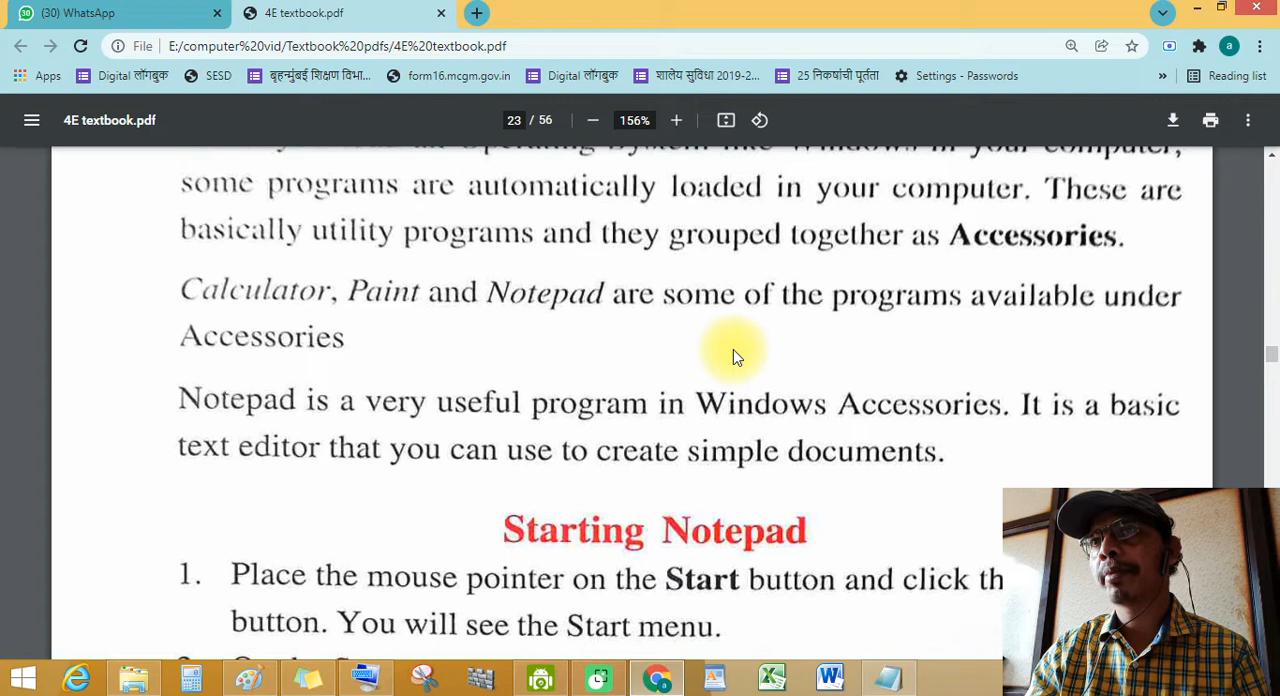 (30) WhatsApp
4E textbook.pdf
File E:/computer%20vid/Textbook%20pdfs/4E%20textbook.pdf
Apps Digital लॉगबुक SESD बृहन्मुंबई शिक्षण विभा... form16.mcgm.gov.in Digital लॉगबुक शालेय सुविधा 2019-2... 25 निकषांची पूर्तता Settings - Passwords » Reading list
4E textbook.pdf 23 / 56 156%
some programs are automatically loaded in your computer. These are
basically utility programs and they grouped together as Accessories.
Calculator, Paint and Notepad are some of the programs available under
Accessories
Notepad is a very useful program in Windows Accessories. It is a basic
text editor that you can use to create simple documents.
Starting Notepad
1. Place the mouse pointer on the Start button and click th
button. You will see the Start menu.